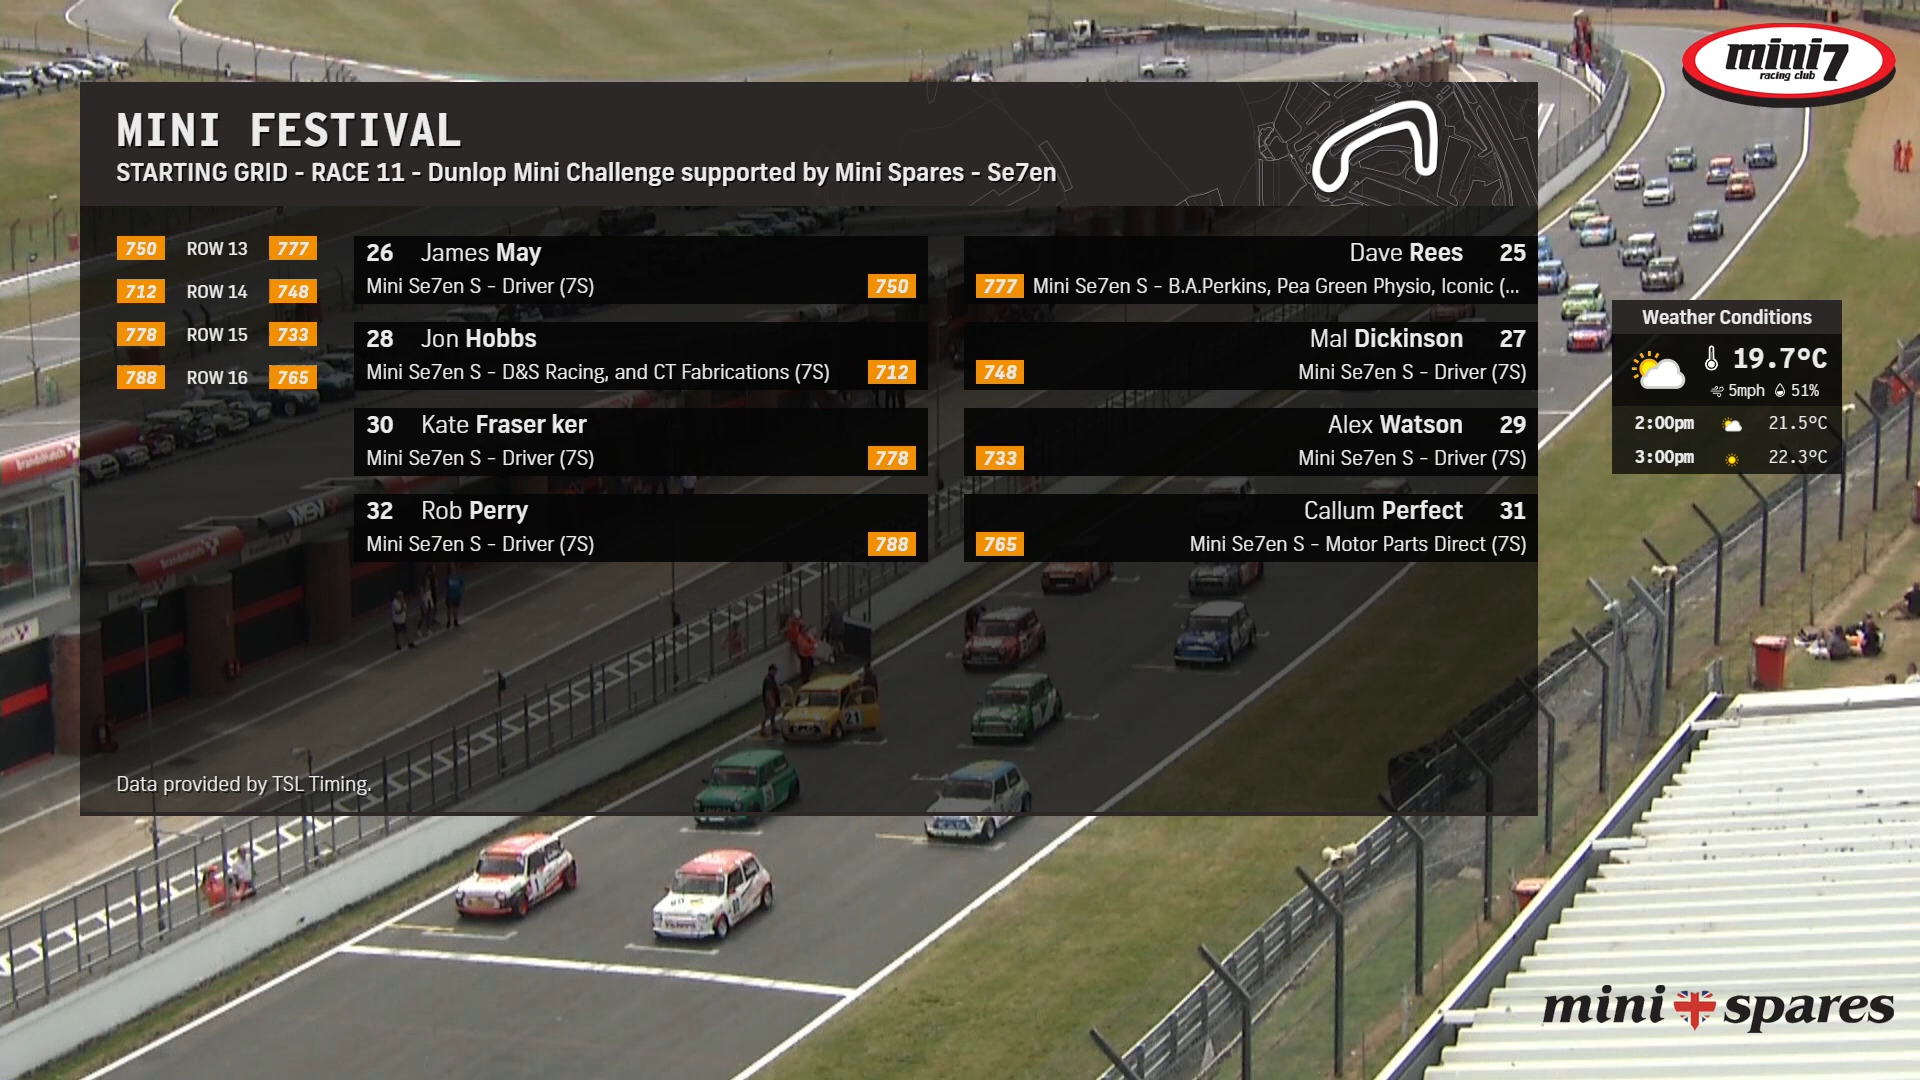 mini7
racing club
MINI FESTIVAL
STARTING GRID - RACE 11 - Dunlop Mini Challenge supported by Mini Spares - Se7en
750 ROW 13 777
712 ROW 14 748
778 ROW 15 733
788 ROW 16 765
26 James May
Mini Se7en S - Driver (7S) 750
Dave Rees 25
777 Mini Se7en S - B.A.Perkins, Pea Green Physio, Iconic (...
28 Jon Hobbs
Mini Se7en S - D&S Racing, and CT Fabrications (7S) 712
Mal Dickinson 27
748 Mini Se7en S - Driver (7S)
30 Kate Fraser ker
Mini Se7en S - Driver (7S) 778
Alex Watson 29
733 Mini Se7en S - Driver (7S)
32 Rob Perry
Mini Se7en S - Driver (7S) 788
Callum Perfect 31
765 Mini Se7en S - Motor Parts Direct (7S)
Weather Conditions
19.7°C
5mph 51%
2:00pm 21.5°C
3:00pm 22.3°C
BrandsHatch
MSV
21
Data provided by TSL Timing.
mini spares